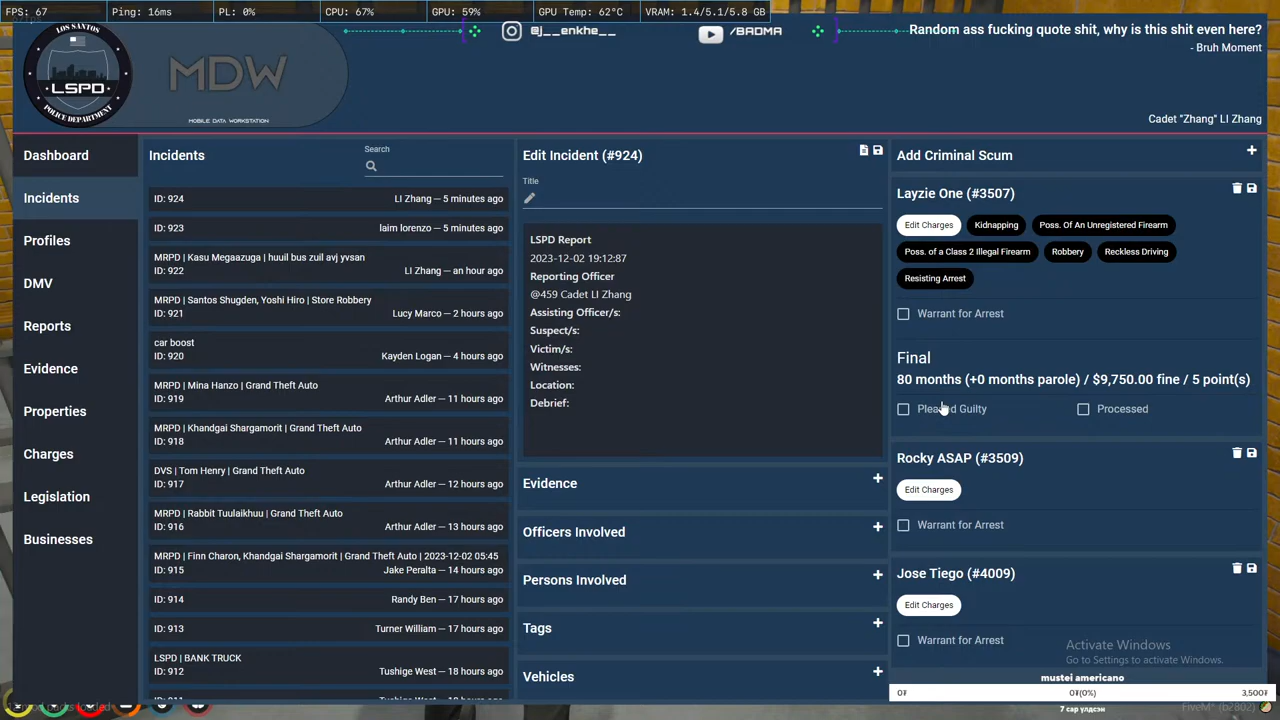 FPS: 67 Ping: 16ms PL: 0% CPU: 67% GPU: 59% GPU Temp: 62°C VRAM: 1.4/5.1/5.8 GB
@j__enkhe__
/BADMA
Random ass fucking quote shit, why is this shit even here?
- Bruh Moment
LOS SANTOS
LSPD
POLICE DEPARTMENT
MDW
MOBILE DATA WORKSTATION
Cadet "Zhang" LI Zhang
Dashboard
Incidents
Profiles
DMV
Reports
Evidence
Properties
Charges
Legislation
Businesses
Incidents
Search
ID: 924 LI Zhang — 5 minutes ago
ID: 923 Iaim lorenzo — 5 minutes ago
MRPD | Kasu Megazuga | huuil bus zuil avj yvsan
ID: 922 LI Zhang — an hour ago
MRPD | Santos Shugden, Yoshi Hiro | Store Robbery
ID: 921 Lucy Marco — 2 hours ago
car boost
ID: 920 Kayden Logan — 4 hours ago
MRPD | Mina Hanzo | Grand Theft Auto
ID: 919 Arthur Adler — 11 hours ago
MRPD | Khandgai Shargamorit | Grand Theft Auto
ID: 918 Arthur Adler — 11 hours ago
DVS | Tom Henry | Grand Theft Auto
ID: 917 Arthur Adler — 12 hours ago
MRPD | Rabbit Tuulaikhuu | Grand Theft Auto
ID: 916 Arthur Adler — 13 hours ago
MRPD | Finn Charon, Khandgai Shargamorit | Grand Theft Auto | 2023-12-02 05:45
ID: 915 Jake Peralta — 14 hours ago
ID: 914 Randy Ben — 17 hours ago
ID: 913 Turner William — 17 hours ago
LSPD | BANK TRUCK
ID: 912 Tushige West — 18 hours ago
Edit Incident (#924)
Title
LSPD Report
2023-12-02 19:12:87
Reporting Officer
@459 Cadet LI Zhang
Assisting Officer/s:
Suspect/s:
Victim/s:
Witnesses:
Location:
Debrief:
Evidence
Officers Involved
Persons Involved
Tags
Vehicles
Add Criminal Scum
Layzie One (#3507)
Edit Charges Kidnapping Poss. Of An Unregistered Firearm
Poss. of a Class 2 Illegal Firearm Robbery Reckless Driving
Resisting Arrest
Warrant for Arrest
Final
80 months (+0 months parole) / $9,750.00 fine / 5 point(s)
Pleaded Guilty Processed
Rocky ASAP (#3509)
Edit Charges
Warrant for Arrest
Jose Tiego (#4009)
Edit Charges
Warrant for Arrest
Activate Windows
Go to Settings to activate Windows.
mustei americano
0₮ 0₮(0%) 3,500₮
7 сар үлдсэн
FiveM* (b2802)